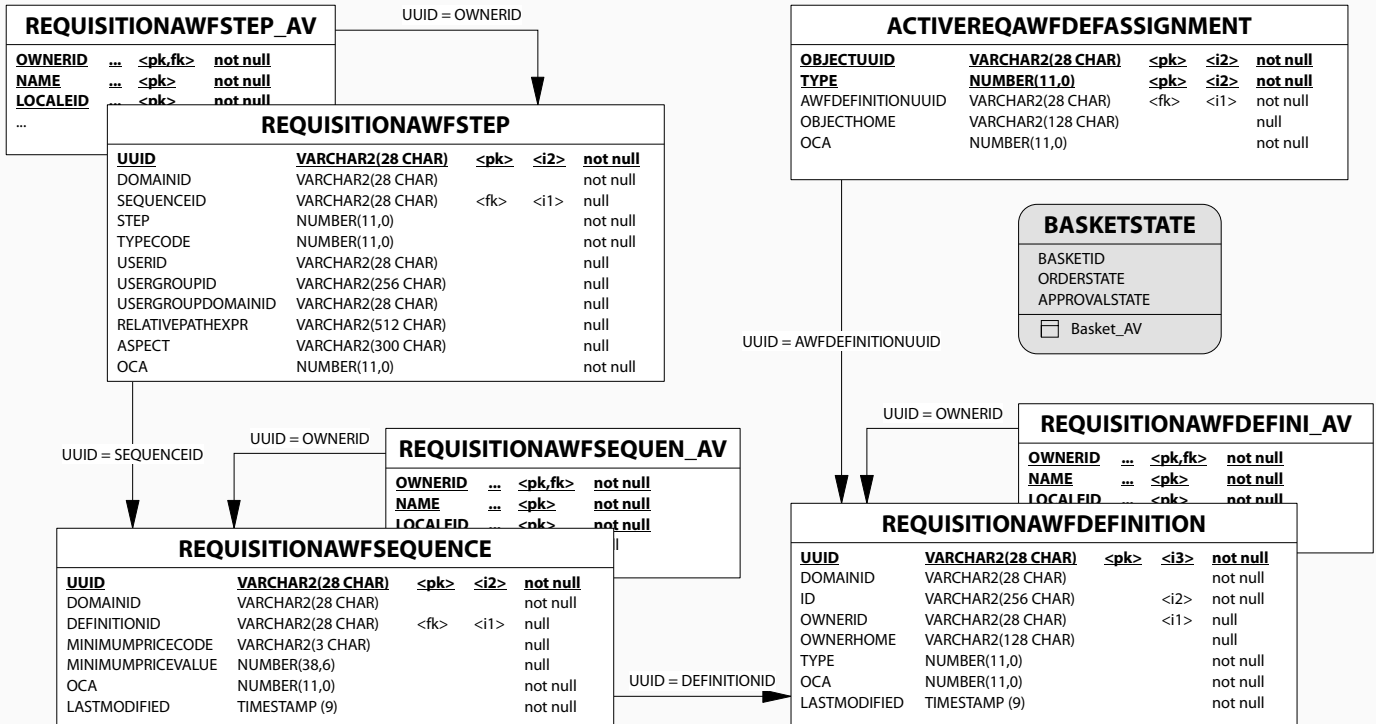 REQUISITIONAWFSTEP_AV
OWNERID ... <pk,fk> not null
NAME ... <pk> not null
LOCALEID ... <pk> not null
...
UUID = OWNERID
REQUISITIONAWFSTEP
UUID VARCHAR2(28 CHAR) <pk> <i2> not null
DOMAINID VARCHAR2(28 CHAR) not null
SEQUENCEID VARCHAR2(28 CHAR) <fk> <i1> null
STEP NUMBER(11,0) not null
TYPECODE NUMBER(11,0) not null
USERID VARCHAR2(28 CHAR) null
USERGROUPID VARCHAR2(256 CHAR) null
USERGROUPDOMAINID VARCHAR2(28 CHAR) null
RELATIVEPATHEXPR VARCHAR2(512 CHAR) null
ASPECT VARCHAR2(300 CHAR) null
OCA NUMBER(11,0) not null
ACTIVEREQAWFDEFASSIGNMENT
OBJECTUUID VARCHAR2(28 CHAR) <pk> <i2> not null
TYPE NUMBER(11,0) <pk> <i2> not null
AWFDEFINITIONUUID VARCHAR2(28 CHAR) <fk> <i1> not null
OBJECTHOME VARCHAR2(128 CHAR) null
OCA NUMBER(11,0) not null
BASKETSTATE
BASKETID
ORDERSTATE
APPROVALSTATE
Basket_AV
UUID = AWFDEFINITIONUUID
UUID = SEQUENCEID
UUID = OWNERID
REQUISITIONAWFSEQUEN_AV
OWNERID ... <pk,fk> not null
NAME ... <pk> not null
LOCALEID ... <pk> not null
UUID = OWNERID
REQUISITIONAWFDEFINI_AV
OWNERID ... <pk,fk> not null
NAME ... <pk> not null
LOCALEID ... <pk> not null
REQUISITIONAWFSEQUENCE
UUID VARCHAR2(28 CHAR) <pk> <i2> not null
DOMAINID VARCHAR2(28 CHAR) not null
DEFINITIONID VARCHAR2(28 CHAR) <fk> <i1> null
MINIMUMPRICECODE VARCHAR2(3 CHAR) null
MINIMUMPRICEVALUE NUMBER(38,6) null
OCA NUMBER(11,0) not null
LASTMODIFIED TIMESTAMP (9) not null
UUID = DEFINITIONID
REQUISITIONAWFDEFINITION
UUID VARCHAR2(28 CHAR) <pk> <i3> not null
DOMAINID VARCHAR2(28 CHAR) not null
ID VARCHAR2(256 CHAR) <i2> not null
OWNERID VARCHAR2(28 CHAR) <i1> null
OWNERHOME VARCHAR2(128 CHAR) null
TYPE NUMBER(11,0) not null
OCA NUMBER(11,0) not null
LASTMODIFIED TIMESTAMP (9) not null